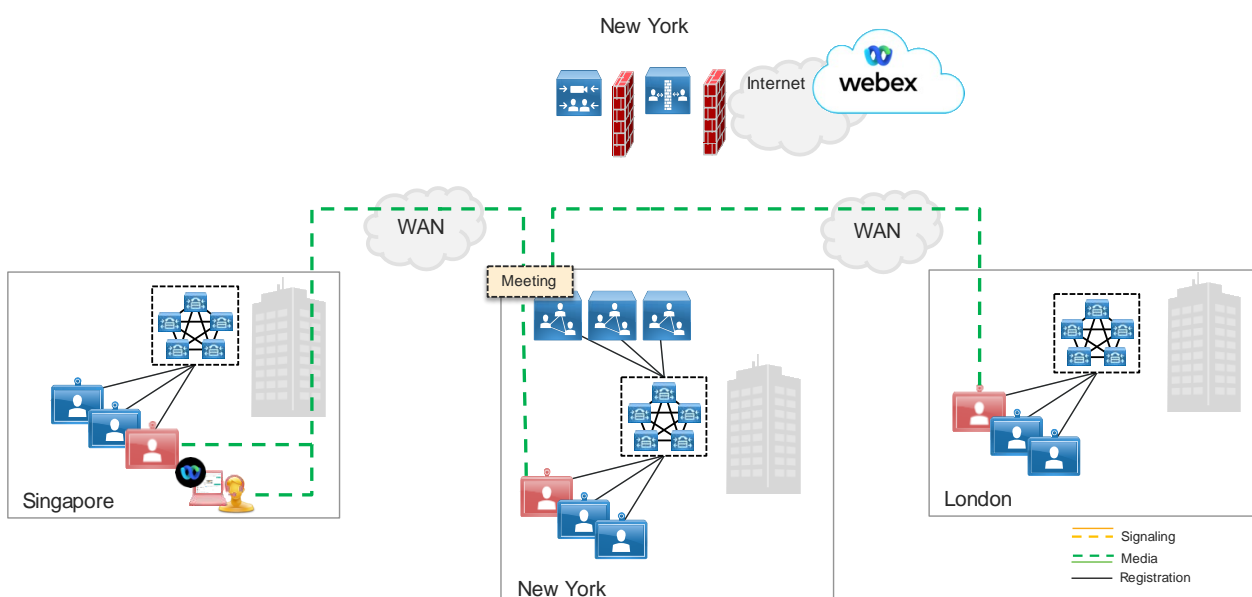 New York
Internet
webex
WAN
WAN
Meeting
Singapore
New York
London
Signaling
Media
Registration